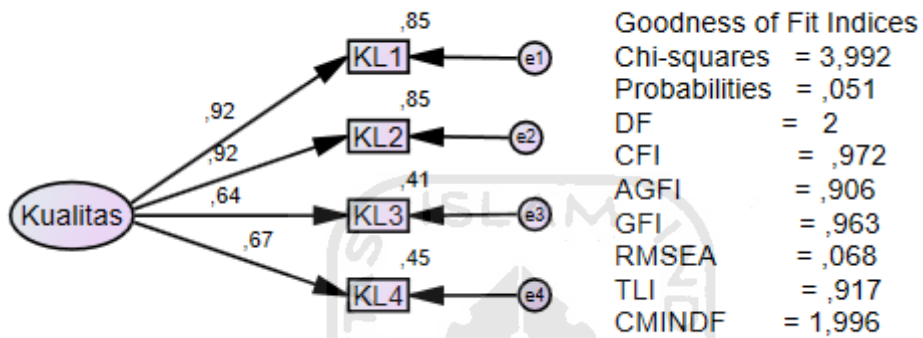 ,85
KL1
e1
,92
,85
KL2
e2
,92
,41
KL3
e3
,64
Kualitas
,45
KL4
e4
,67
Goodness of Fit Indices
Chi-squares = 3,992
Probabilities = ,051
DF = 2
CFI = ,972
AGFI = ,906
GFI = ,963
RMSEA = ,068
TLI = ,917
CMINDF = 1,996
ISLAM